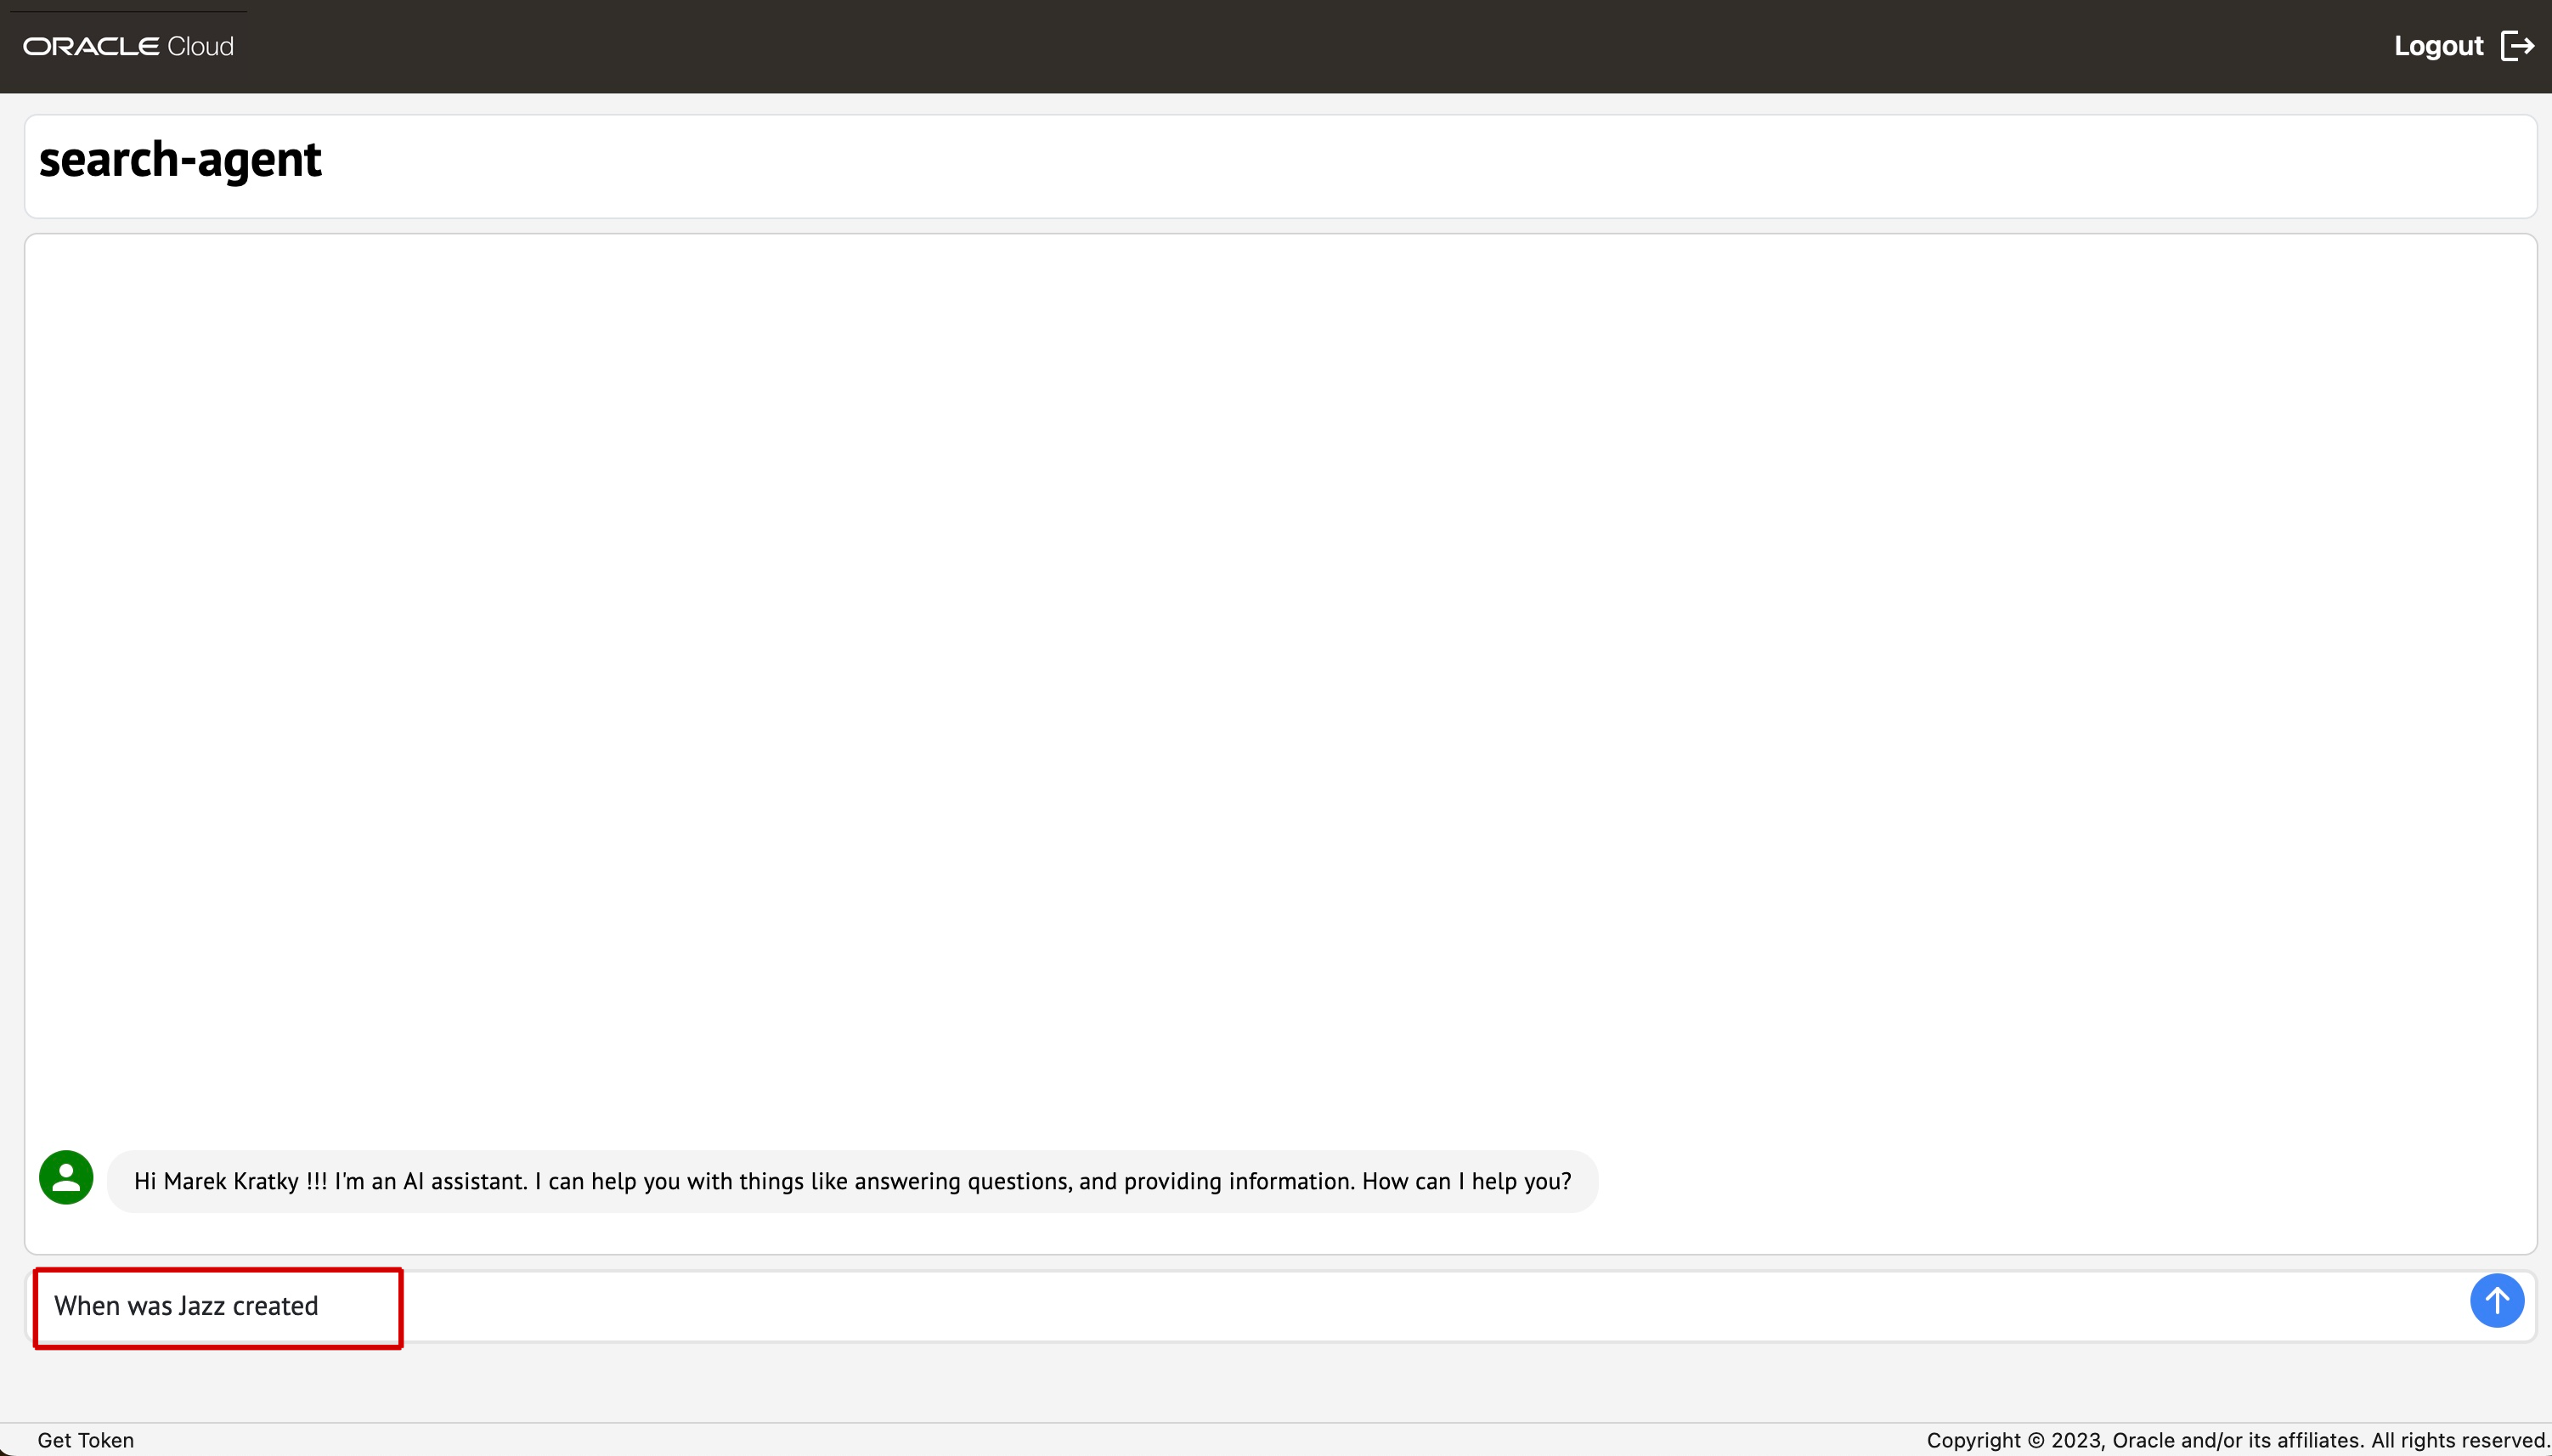 ORACLE Cloud
Logout
search-agent
Hi Marek Kratky !!! I'm an AI assistant. I can help you with things like answering questions, and providing information. How can I help you?
When was Jazz created
Get Token
Copyright © 2023, Oracle and/or its affiliates. All rights reserved.